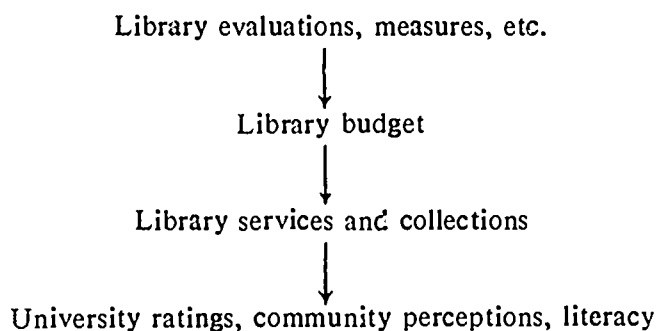 Library evaluations, measures, etc.
Library budget
Library services and collections
University ratings, community perceptions, literacy